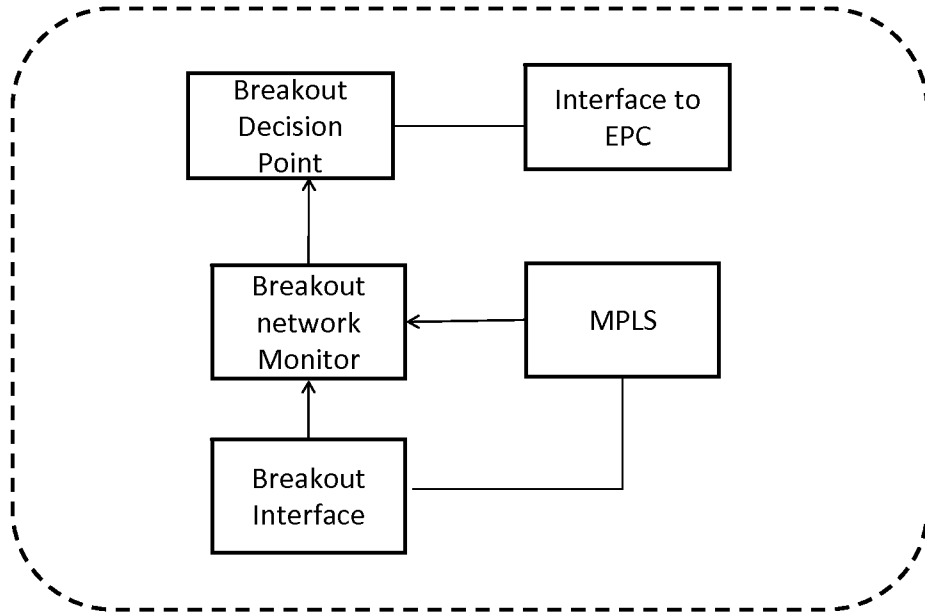 Breakout
Decision
Point
Interface to
EPC
Breakout
network
Monitor
MPLS
Breakout
Interface